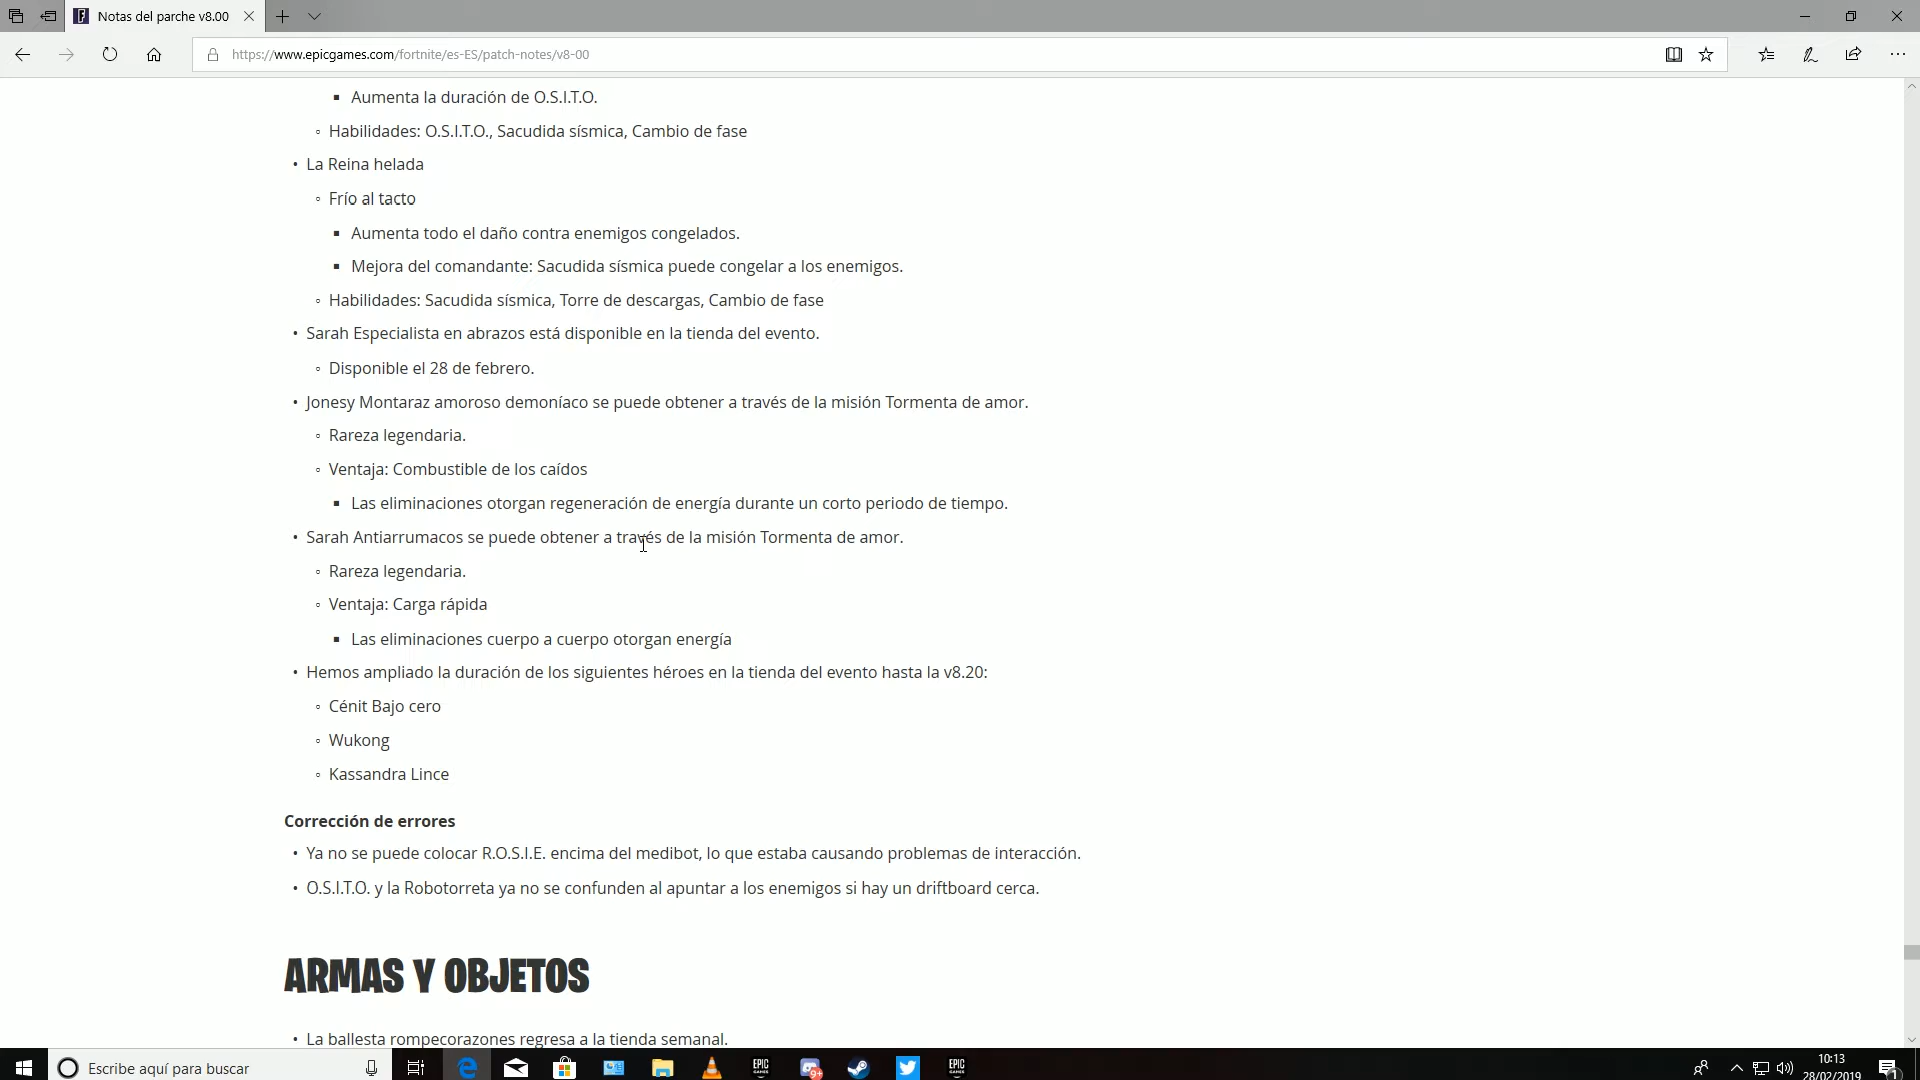 Notas del parche v8.00
https://www.epicgames.com/fortnite/es-ES/patch-notes/v8-00
▪ Aumenta la duración de O.S.I.T.O.
◦ Habilidades: O.S.I.T.O., Sacudida sísmica, Cambio de fase
• La Reina helada
◦ Frío al tacto
▪ Aumenta todo el daño contra enemigos congelados.
▪ Mejora del comandante: Sacudida sísmica puede congelar a los enemigos.
◦ Habilidades: Sacudida sísmica, Torre de descargas, Cambio de fase
• Sarah Especialista en abrazos está disponible en la tienda del evento.
◦ Disponible el 28 de febrero.
• Jonesy Montaraz amoroso demoníaco se puede obtener a través de la misión Tormenta de amor.
◦ Rareza legendaria.
◦ Ventaja: Combustible de los caídos
▪ Las eliminaciones otorgan regeneración de energía durante un corto periodo de tiempo.
• Sarah Antiarrumacos se puede obtener a través de la misión Tormenta de amor.
◦ Rareza legendaria.
◦ Ventaja: Carga rápida
▪ Las eliminaciones cuerpo a cuerpo otorgan energía
• Hemos ampliado la duración de los siguientes héroes en la tienda del evento hasta la v8.20:
◦ Cénit Bajo cero
◦ Wukong
◦ Kassandra Lince
Corrección de errores
• Ya no se puede colocar R.O.S.I.E. encima del medibot, lo que estaba causando problemas de interacción.
• O.S.I.T.O. y la Robotorreta ya no se confunden al apuntar a los enemigos si hay un driftboard cerca.
ARMAS Y OBJETOS
• La ballesta rompecorazones regresa a la tienda semanal.
Escribe aquí para buscar
EPIC GAMES
9+
EPIC GAMES
10:13
28/02/2019
1